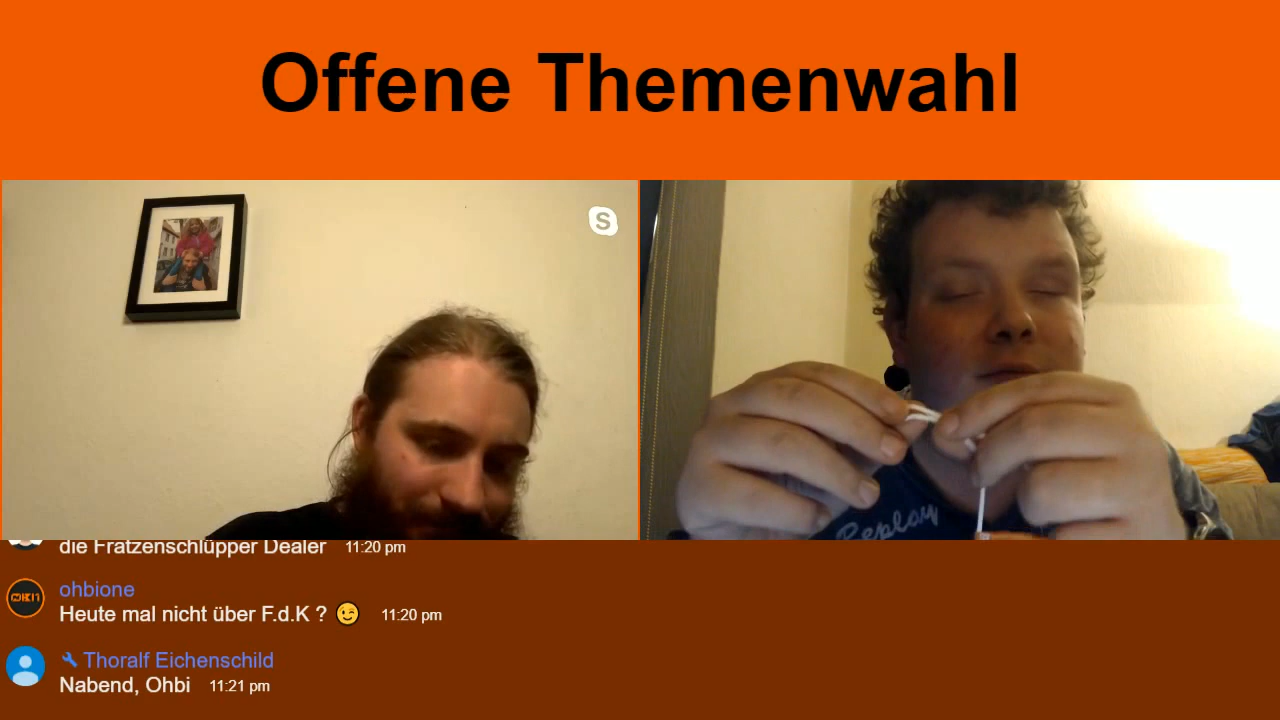 Offene Themenwahl
S
Replay
die Fratzenschlüpper Dealer 11:20 pm
ohbione
Heute mal nicht über F.d.K ? 😉 11:20 pm
Thoralf Eichenschild
Nabend, Ohbi 11:21 pm